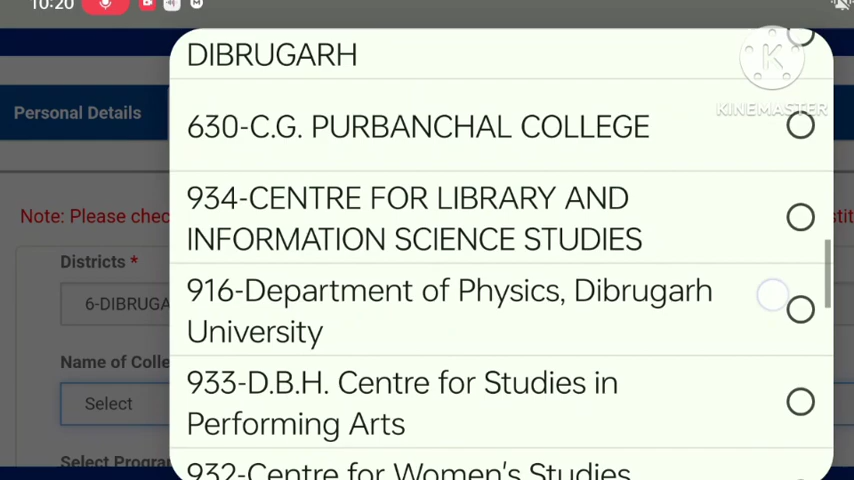 10:20
DIBRUGARH
KINEMASTER
Personal Details
630-C.G. PURBANCHAL COLLEGE
934-CENTRE FOR LIBRARY AND
INFORMATION SCIENCE STUDIES
Note: Please chec
stit
Districts *
6-DIBRUGA
916-Department of Physics, Dibrugarh
University
Name of Colle
Select
933-D.B.H. Centre for Studies in
Performing Arts
Select Progran
932-Centre for Women's Studies